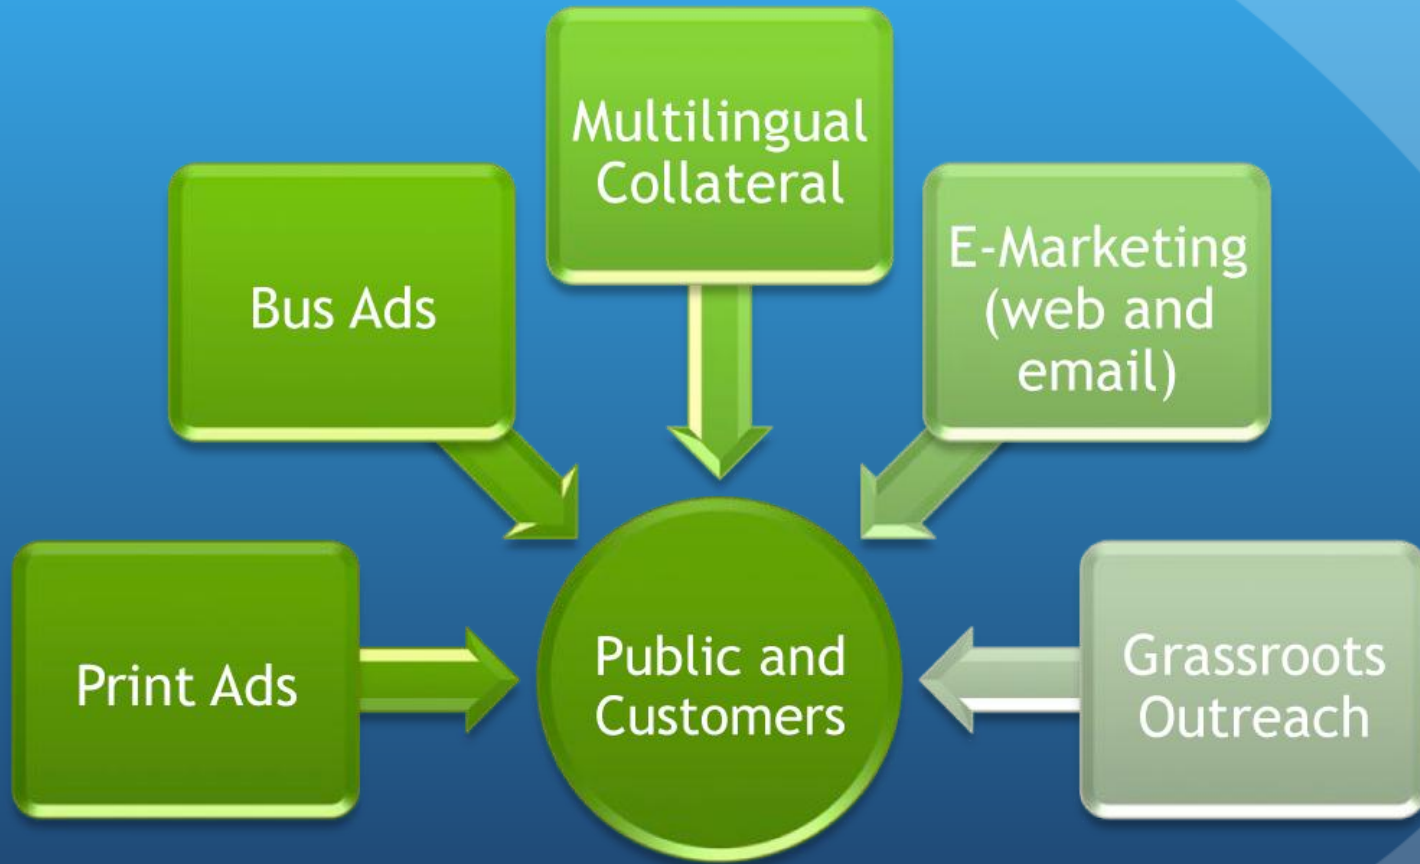 Multilingual
Collateral
Bus Ads
E-Marketing
(web and
email)
Print Ads
Public and
Customers
Grassroots
Outreach